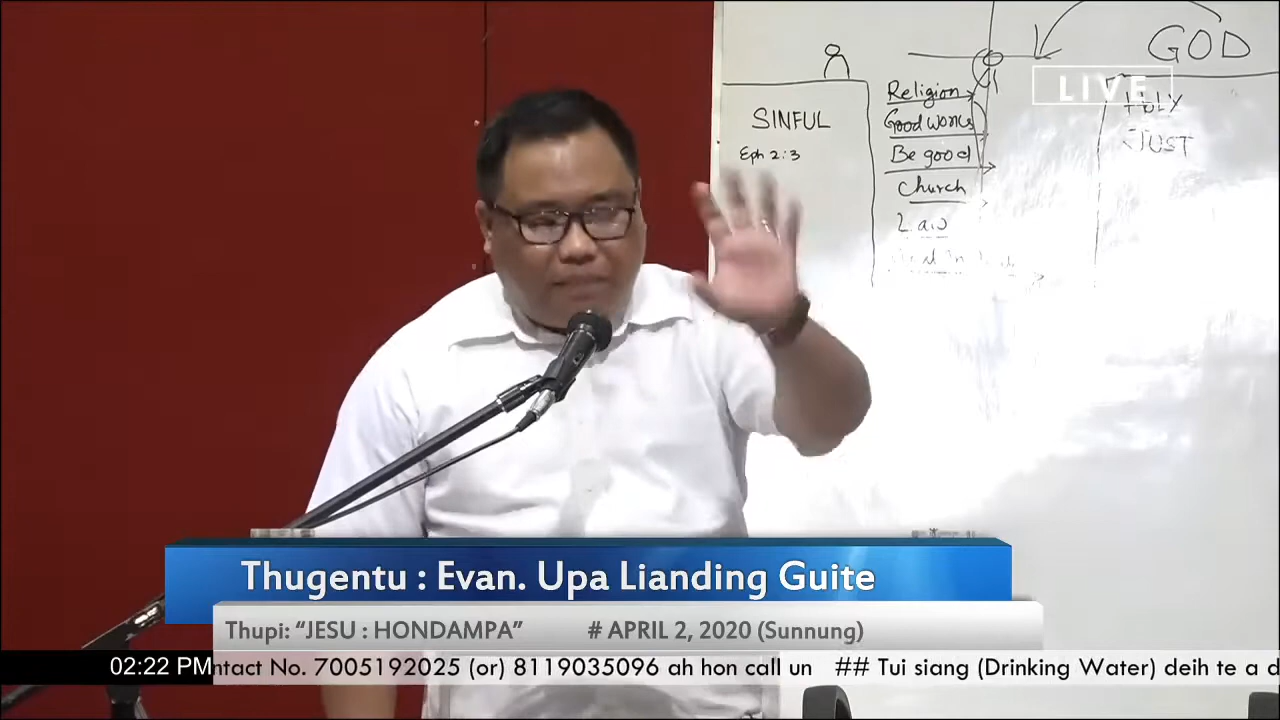 GOD
LIVE
Religion
SINFUL
Good works
HOLY
Eph 2:3
Be good
JUST
Church
Law
Thugentu : Evan. Upa Lianding Guite
Thupi: “JESU : HONDAMPA” # APRIL 2, 2020 (Sunnung)
02:22 PM ntact No. 7005192025 (or) 8119035096 ah hon call un ## Tui siang (Drinking Water) deih te a d